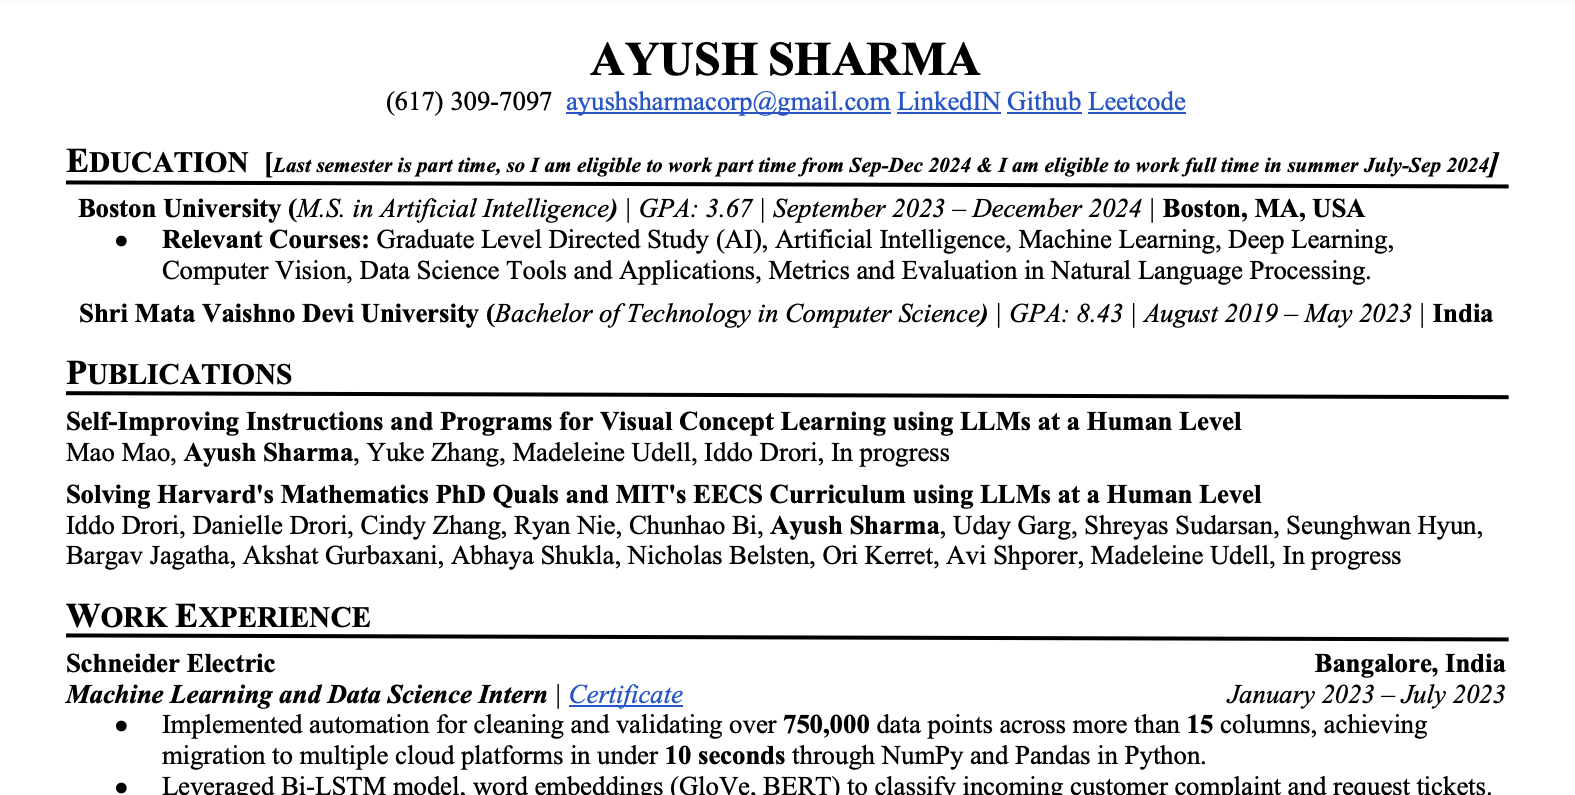 AYUSH SHARMA
(617) 309-7097 ayushsharmacorp@gmail.com LinkedIN Github Leetcode
EDUCATION [Last semester is part time, so I am eligible to work part time from Sep-Dec 2024 & I am eligible to work full time in summer July-Sep 2024]
Boston University (M.S. in Artificial Intelligence) | GPA: 3.67 | September 2023 – December 2024 | Boston, MA, USA
● Relevant Courses: Graduate Level Directed Study (AI), Artificial Intelligence, Machine Learning, Deep Learning,
Computer Vision, Data Science Tools and Applications, Metrics and Evaluation in Natural Language Processing.
Shri Mata Vaishno Devi University (Bachelor of Technology in Computer Science) | GPA: 8.43 | August 2019 – May 2023 | India
PUBLICATIONS
Self-Improving Instructions and Programs for Visual Concept Learning using LLMs at a Human Level
Mao Mao, Ayush Sharma, Yuke Zhang, Madeleine Udell, Iddo Drori, In progress
Solving Harvard's Mathematics PhD Quals and MIT's EECS Curriculum using LLMs at a Human Level
Iddo Drori, Danielle Drori, Cindy Zhang, Ryan Nie, Chunhao Bi, Ayush Sharma, Uday Garg, Shreyas Sudarsan, Seunghwan Hyun,
Bargav Jagatha, Akshat Gurbaxani, Abhaya Shukla, Nicholas Belsten, Ori Kerret, Avi Shporer, Madeleine Udell, In progress
WORK EXPERIENCE
Schneider Electric Bangalore, India
Machine Learning and Data Science Intern | Certificate January 2023 – July 2023
● Implemented automation for cleaning and validating over 750,000 data points across more than 15 columns, achieving
migration to multiple cloud platforms in under 10 seconds through NumPy and Pandas in Python.
● Leveraged Bi-LSTM model, word embeddings (GloVe, BERT) to classify incoming customer complaint and request tickets.